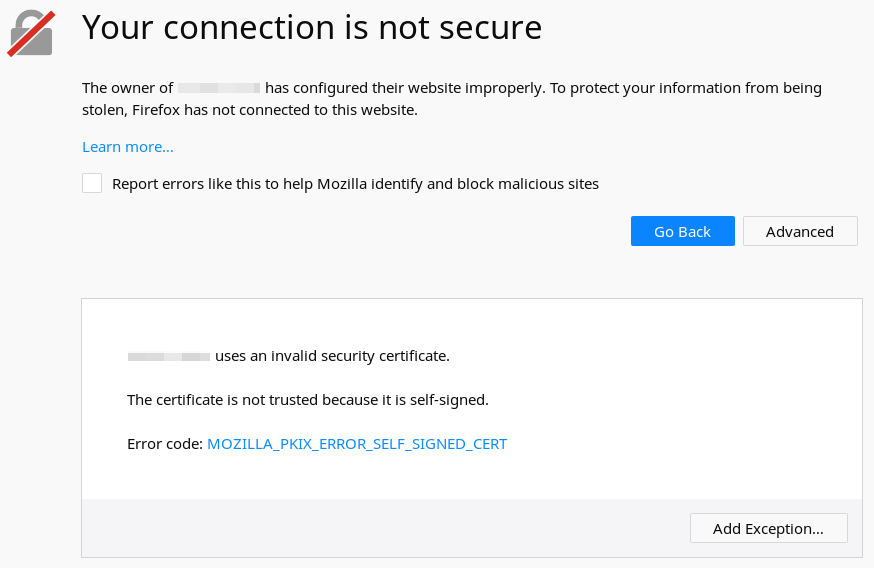 Your connection is not secure
The owner of has configured their website improperly. To protect your information from being
stolen, Firefox has not connected to this website.
Learn more...
Report errors like this to help Mozilla identify and block malicious sites
Go Back
Advanced
uses an invalid security certificate.
The certificate is not trusted because it is self-signed.
Error code: MOZILLA_PKIX_ERROR_SELF_SIGNED_CERT
Add Exception...